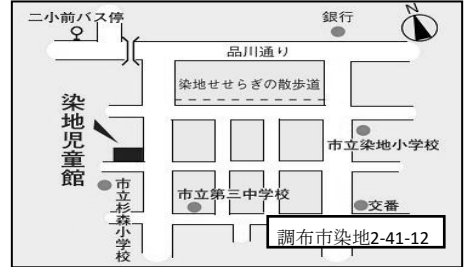 二小前バス停
銀行
N
品川通り
染地せせらぎの散歩道
染地児童館
市立染地小学校
市立杉森小学校
市立第三中学校
交番
調布市染地2-41-12